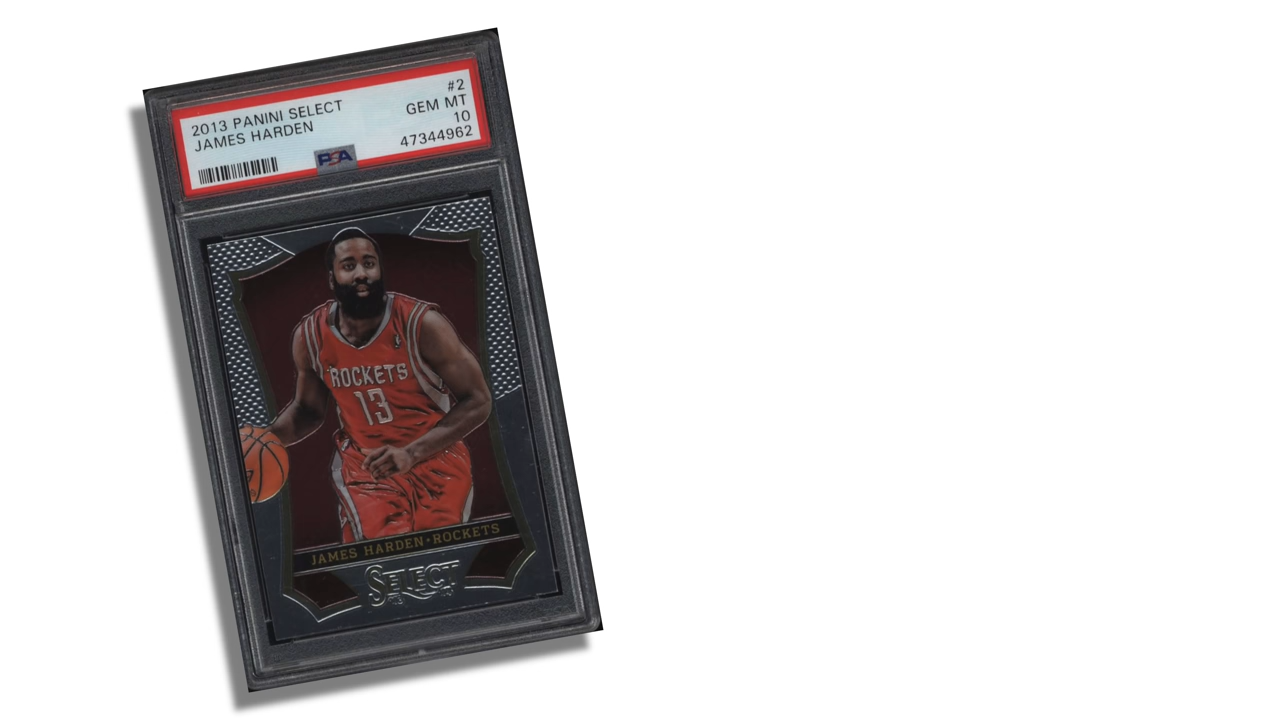 2013 PANINI SELECT
JAMES HARDEN
#2
GEM MT
10
47344962
PSA
ROCKETS
13
JAMES HARDEN·ROCKETS
SELECT